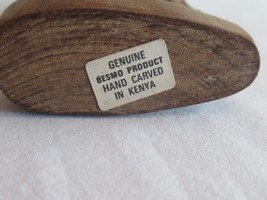 GENUINE
BESMO PRODUCT
HAND CARVED
IN KENYA